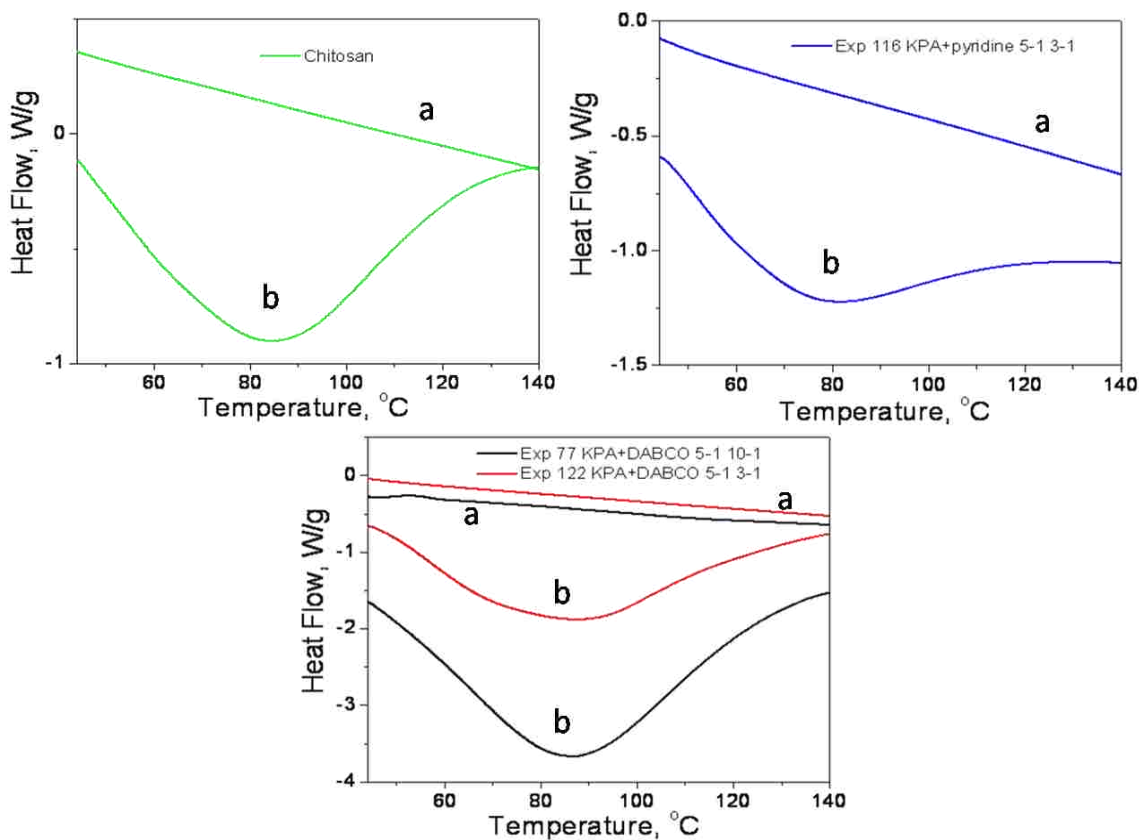 Chitosan
a
b
Heat Flow, W/g
0
-1
60
80
100
120
140
Temperature, °C
Exp 116 KPA+pyridine 5-1 3-1
a
b
Heat Flow, W/g
0.0
-0.5
-1.0
-1.5
60
80
100
120
140
Temperature, °C
Exp 77 KPA+DABCO 5-1 10-1
Exp 122 KPA+DABCO 5-1 3-1
a
a
b
b
Heat Flow, W/g
0
-1
-2
-3
-4
60
80
100
120
140
Temperature, °C